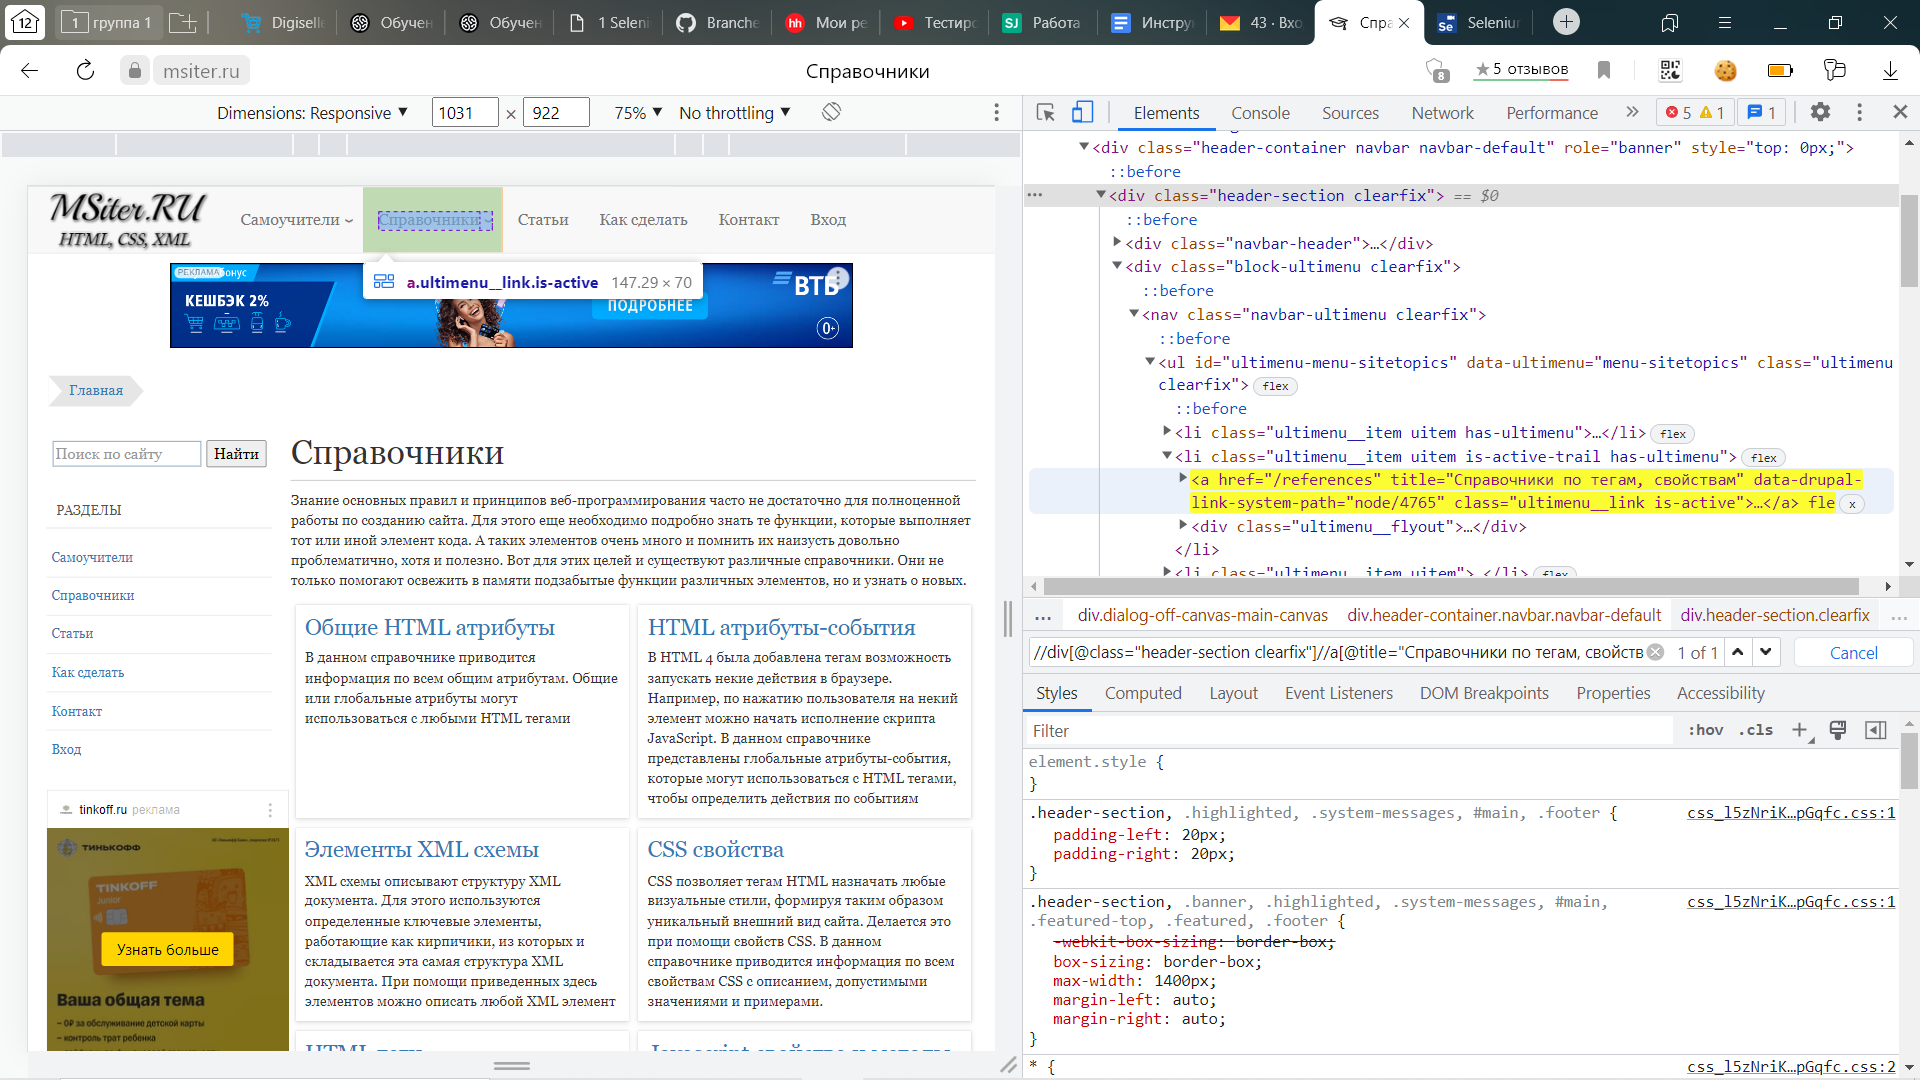 12
1 группа 1
Digisell
Обучен
Обучен
1 Seleni
Branche
Мои ре
Тестиро
Работа
Инстру
43 · Вхо
Спра
Seleniu
msiter.ru
Справочники
8
★5 отзывов
Dimensions: Responsive ▼
1031 × 922
75% ▼
No throttling ▼
Elements
Console
Sources
Network
Performance
5
1
1
MSiter.RU
HTML, CSS, XML
Самоучители
Справочники
Статьи
Как сделать
Контакт
Вход
РЕКЛАМА
КЕШБЭК 2%
ПОДРОБНЕЕ
ВТБ
0+
a.ultimenu__link.is-active 147.29 × 70
Главная
Поиск по сайту
Найти
РАЗДЕЛЫ
Самоучители
Справочники
Статьи
Как сделать
Контакт
Вход
tinkoff.ru реклама
ТИНЬКОФФ
TINKOFF
Junior
Узнать больше
Ваша общая тема
– 0₽ за обслуживание детской карты
– контроль трат ребенка
Справочники
Знание основных правил и принципов веб-программирования часто не достаточно для полноценной
работы по созданию сайта. Для этого еще необходимо подробно знать те функции, которые выполняет
тот или иной элемент кода. А таких элементов очень много и помнить их наизусть довольно
проблематично, хотя и полезно. Вот для этих целей и существуют различные справочники. Они не
только помогают освежить в памяти подзабытые функции различных элементов, но и узнать о новых.
Общие HTML атрибуты
В данном справочнике приводится
информация по всем общим атрибутам. Общие
или глобальные атрибуты могут
использоваться с любыми HTML тегами
HTML атрибуты-события
В HTML 4 была добавлена тегам возможность
запускать некие действия в браузере.
Например, по нажатию пользователя на некий
элемент можно начать исполнение скрипта
JavaScript. В данном справочнике
представлены глобальные атрибуты-события,
которые могут использоваться с HTML тегами,
чтобы определить действия по событиям
Элементы XML схемы
XML схемы описывают структуру XML
документа. Для этого используются
определенные ключевые элементы,
работающие как кирпичики, из которых и
складывается эта самая структура XML
документа. При помощи приведенных здесь
элементов можно описать любой XML элемент
CSS свойства
CSS позволяет тегам HTML назначать любые
визуальные стили, формируя таким образом
уникальный внешний вид сайта. Делается это
при помощи свойств CSS. В данном
справочнике приводится информация по всем
свойствам CSS с описанием, допустимыми
значениями и примерами.
HTML теги
<div class="header-container navbar navbar-default" role="banner" style="top: 0px;">
::before
<div class="header-section clearfix"> == $0
::before
<div class="navbar-header">…</div>
<div class="block-ultimenu clearfix">
::before
<nav class="navbar-ultimenu clearfix">
::before
<ul id="ultimenu-menu-sitetopics" data-ultimenu="menu-sitetopics" class="ultimenu
clearfix"> flex
::before
<li class="ultimenu__item uitem has-ultimenu">…</li> flex
<li class="ultimenu__item uitem is-active-trail has-ultimenu"> flex
<a href="/references" title="Справочники по тегам, свойствам" data-drupal-
link-system-path="node/4765" class="ultimenu__link is-active">…</a> fle x
<div class="ultimenu__flyout">…</div>
</li>
<li class="ultimenu__item uitem">…</li> flex
… div.dialog-off-canvas-main-canvas div.header-container.navbar.navbar-default div.header-section.clearfix …
//div[@class="header-section clearfix"]//a[@title="Справочники по тегам, свойств
1 of 1
Cancel
Styles
Computed
Layout
Event Listeners
DOM Breakpoints
Properties
Accessibility
Filter
:hov .cls
element.style {
}
.header-section, .highlighted, .system-messages, #main, .footer { css_l5zNriK…pGqfc.css:1
padding-left: 20px;
padding-right: 20px;
}
.header-section, .banner, .highlighted, .system-messages, #main, css_l5zNriK…pGqfc.css:1
.featured-top, .featured, .footer {
-webkit-box-sizing: border-box;
box-sizing: border-box;
max-width: 1400px;
margin-left: auto;
margin-right: auto;
}
* { css_l5zNriK…pGqfc.css:2